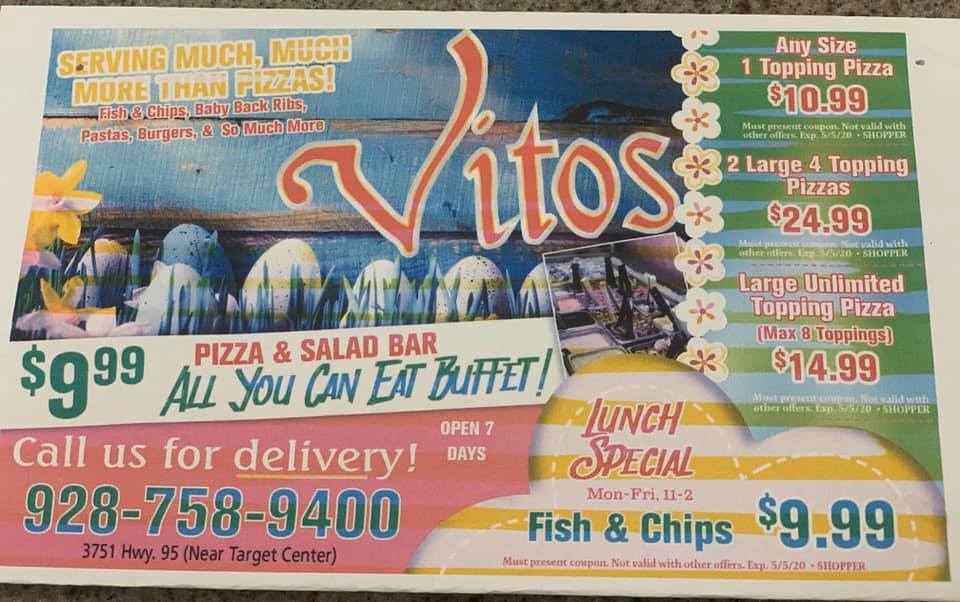 SERVING MUCH, MUCH
MORE THAN PIZZAS!
Fish & Chips, Baby Back Ribs,
Pastas, Burgers, & So Much More
Vitos
Any Size
1 Topping Pizza
$10.99
Must present coupon. Not valid with
other offers. Exp. 5/5/20 • SHOPPER
2 Large 4 Topping
Pizzas
$24.99
Must present coupon. Not valid with
other offers. Exp. 5/5/20 • SHOPPER
Large Unlimited
Topping Pizza
(Max 8 Toppings)
$14.99
Must present coupon. Not valid with
other offers. Exp. 5/5/20 • SHOPPER
$9.99
PIZZA & SALAD BAR
ALL YOU CAN EAT BUFFET!
Call us for delivery!
OPEN 7
DAYS
928-758-9400
3751 Hwy. 95 (Near Target Center)
LUNCH
SPECIAL
Mon-Fri, 11-2
Fish & Chips $9.99
Must present coupon. Not valid with other offers. Exp. 5/5/20 • SHOPPER